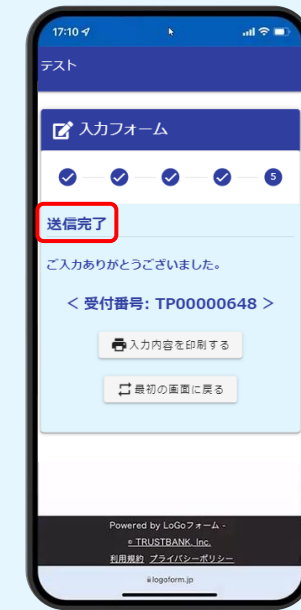 17:10
テスト
入力フォーム
5
送信完了
ご入力ありがとうございました。
< 受付番号: TP00000648 >
入力内容を印刷する
最初の画面に戻る
Powered by LoGoフォーム -
© TRUSTBANK, Inc.
利用規約 プライバシーポリシー
logoform.jp